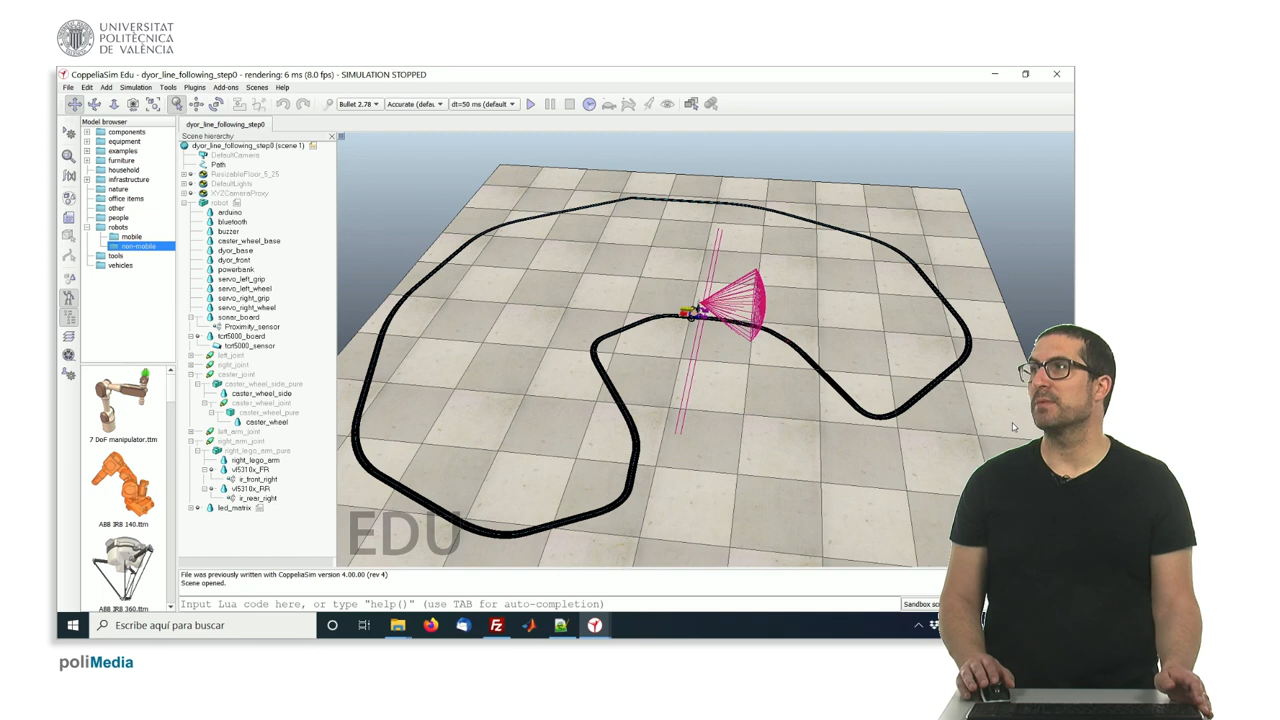 UNIVERSITAT
POLITÈCNICA
DE VALÈNCIA
CoppeliaSim Edu - dyor_line_following_step0 - rendering: 6 ms (8.0 fps) - SIMULATION STOPPED
File Edit Add Simulation Tools Plugins Add-ons Scenes Help
Bullet 2.78 Accurate (defau dt=50 ms (default
Model browser
components
equipment
examples
furniture
household
infrastructure
nature
office items
other
people
robots
mobile
non-mobile
tools
vehicles
7 DoF manipulator.ttm
ABB IRB 140.ttm
ABB IRB 360.ttm
dyor_line_following_step0
Scene hierarchy
dyor_line_following_step0 (scene 1)
DefaultCamera
Path
ResizableFloor_5_25
DefaultLights
XYZCameraProxy
robot
arduino
bluetooth
buzzer
caster_wheel_base
dyor_base
dyor_front
powerbank
servo_left_grip
servo_left_wheel
servo_right_grip
servo_right_wheel
sonar_board
Proximity_sensor
tcrt5000_board
tcrt5000_sensor
left_joint
right_joint
caster_joint
caster_wheel_side_pure
caster_wheel_side
caster_wheel_joint
caster_wheel_pure
caster_wheel
left_arm_joint
right_arm_joint
right_lego_arm_pure
right_lego_arm
vl5310x_FR
ir_front_right
vl5310x_RR
ir_rear_right
led_matrix
EDU
File was previously written with CoppeliaSim version 4.00.00 (rev 4)
Scene opened.
Input Lua code here, or type "help()" (use TAB for auto-completion)
Sandbox sc
Escribe aquí para buscar
poliMedia